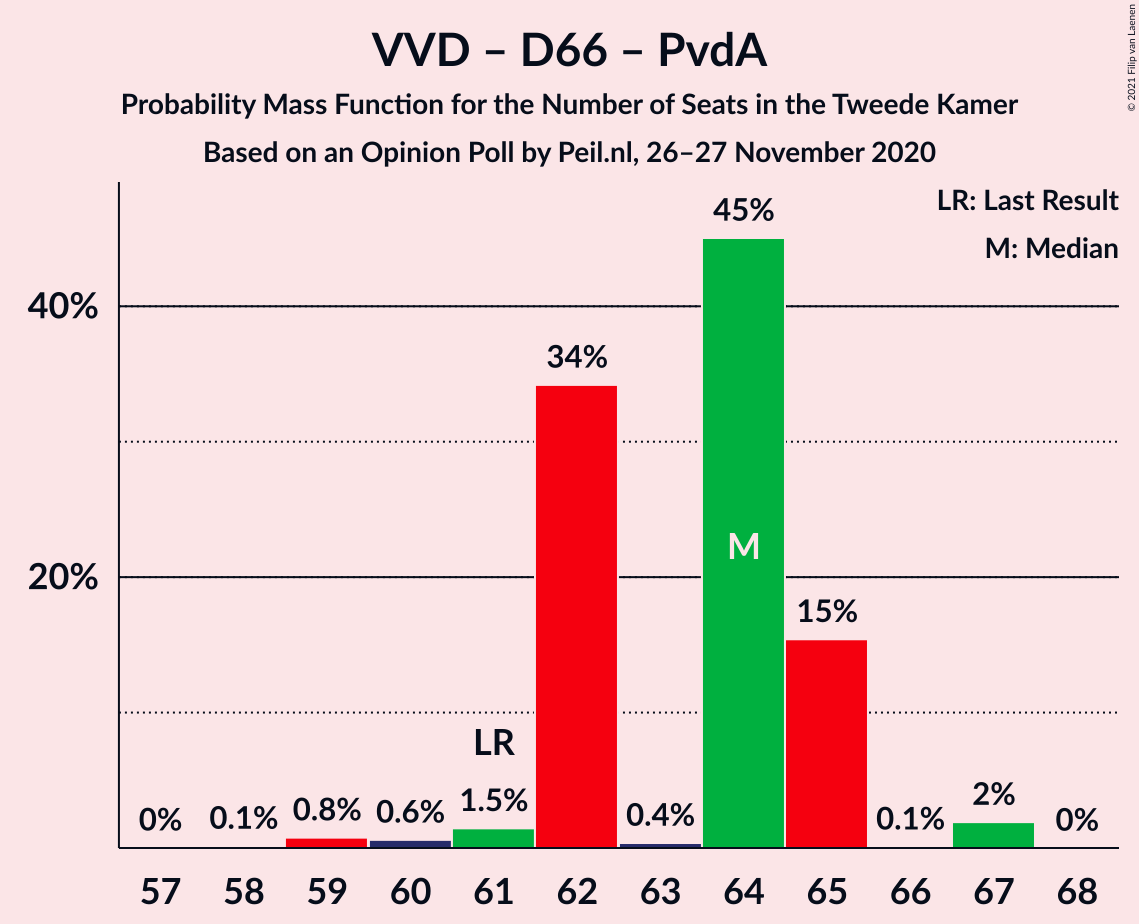 VVD – D66 – PvdA
Probability Mass Function for the Number of Seats in the Tweede Kamer
Based on an Opinion Poll by Peil.nl, 26–27 November 2020
© 2021 Filip van Laenen
LR: Last Result
M: Median
45%
40%
34%
M
20%
15%
LR
0% 0.1% 0.8% 0.6% 1.5% 0.4% 0.1% 2% 0%
57 58 59 60 61 62 63 64 65 66 67 68